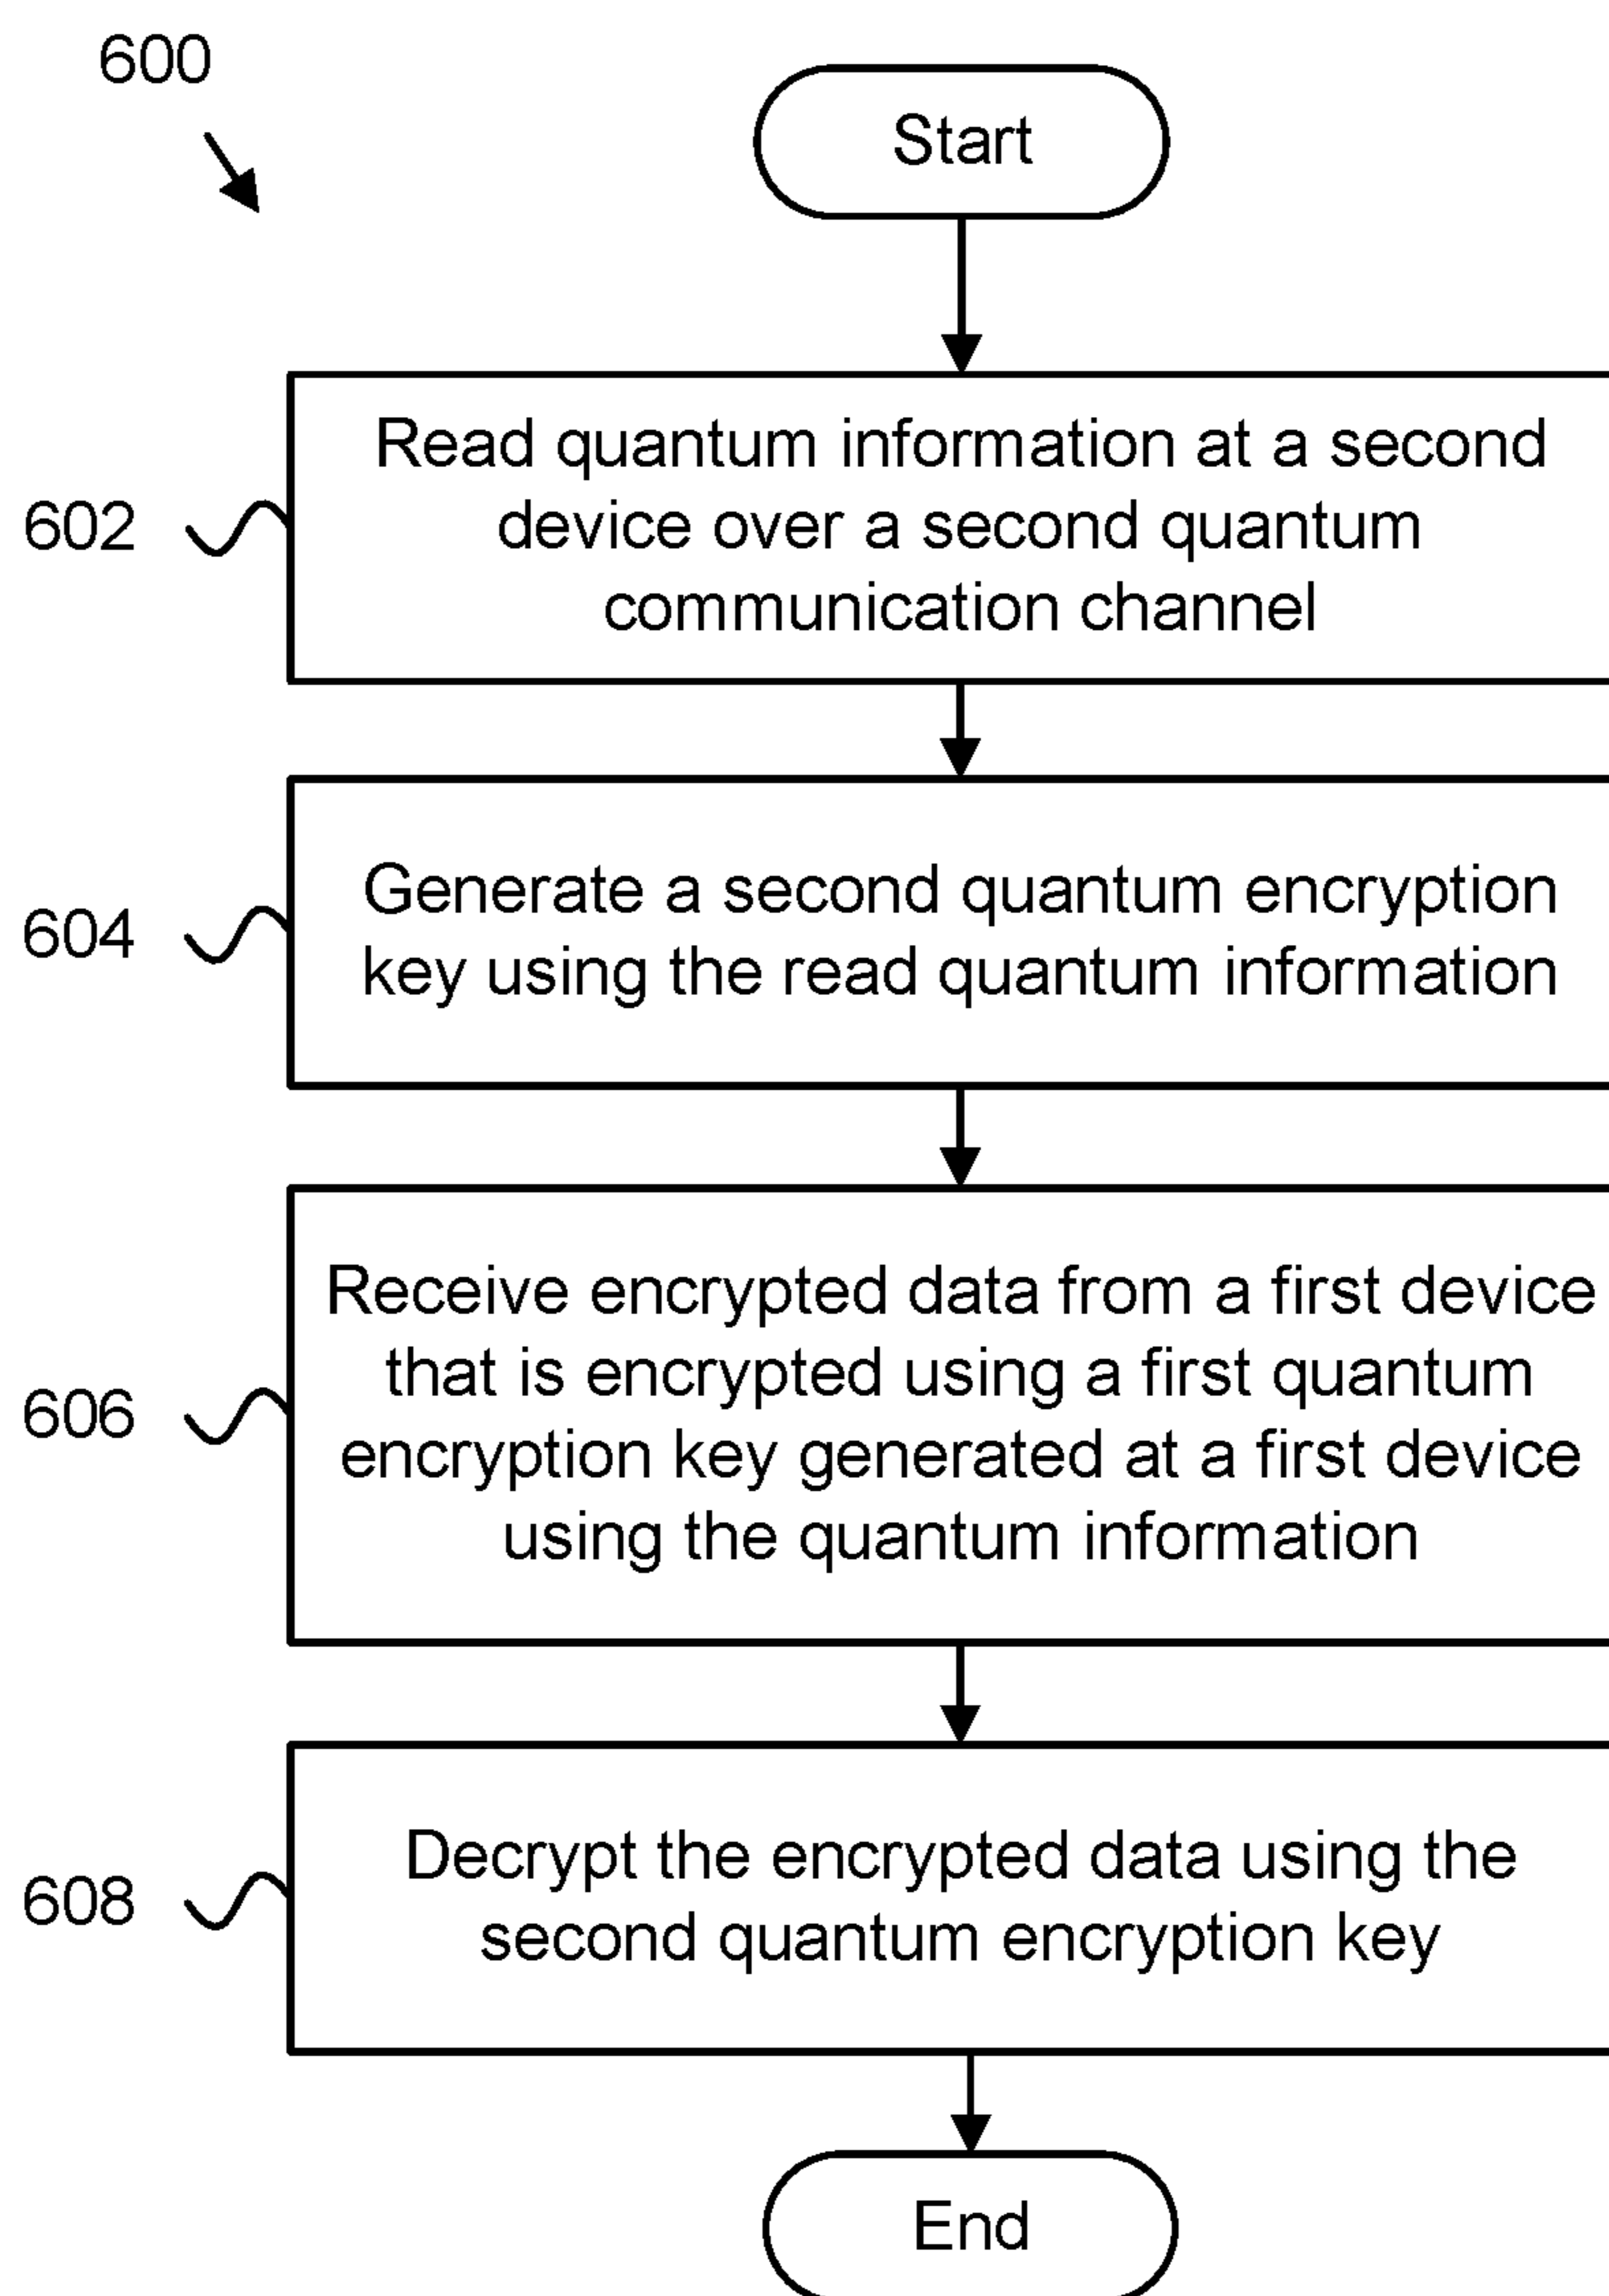 600
Start
602
Read quantum information at a second
device over a second quantum
communication channel
604
Generate a second quantum encryption
key using the read quantum information
606
Receive encrypted data from a first device
that is encrypted using a first quantum
encryption key generated at a first device
using the quantum information
608
Decrypt the encrypted data using the
second quantum encryption key
End